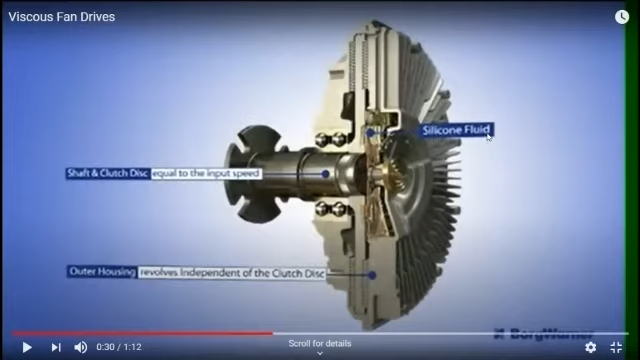 Viscous Fan Drives
Silicone Fluid
Shaft & Clutch Disc equal to the input speed
Outer Housing revolves Independent of the Clutch Disc
BorgWarner
0:30 / 1:12
Scroll for details